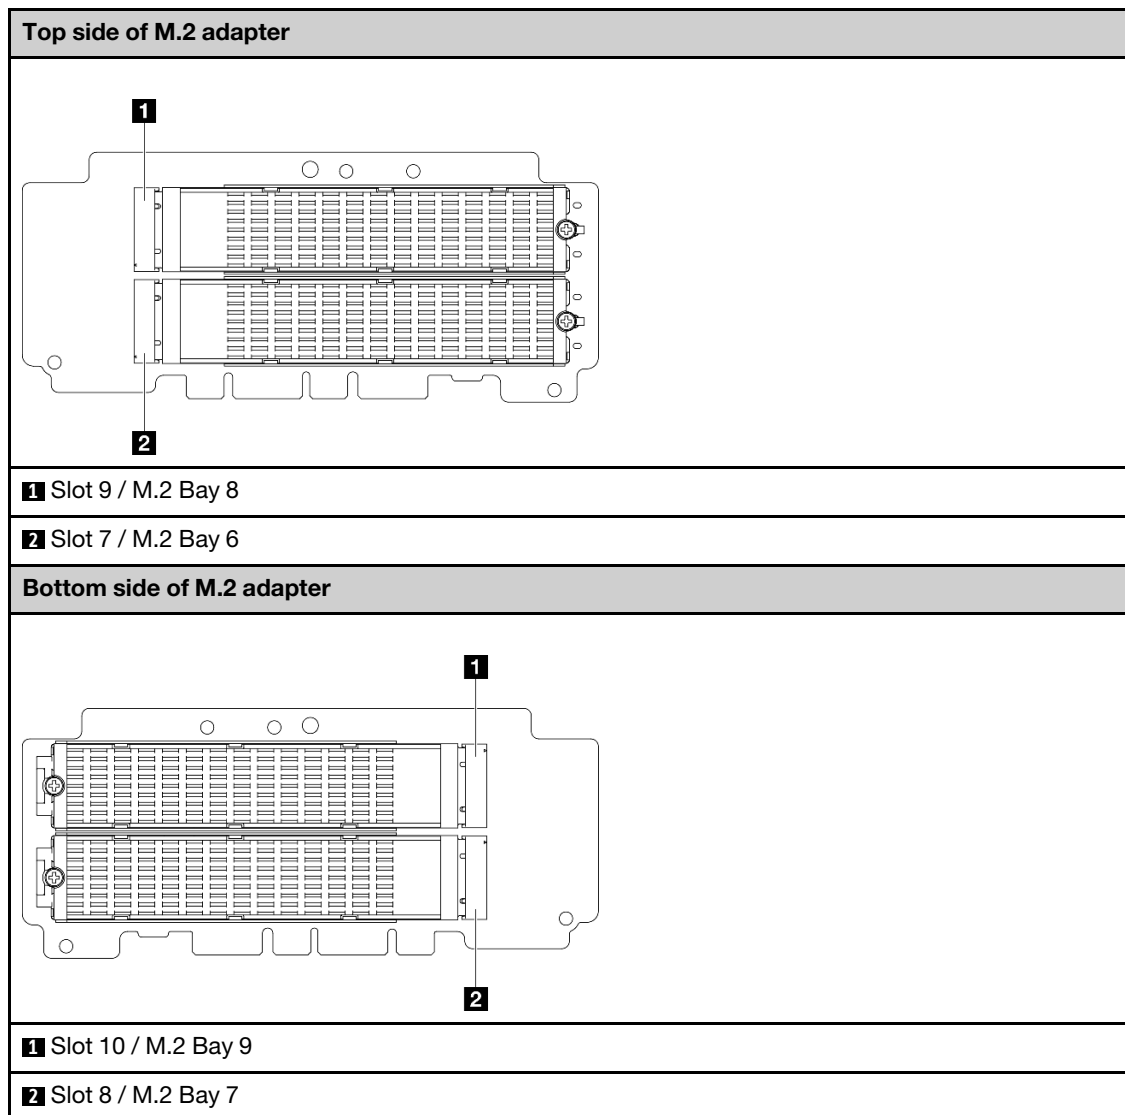 Top side of M.2 adapter
1
2
1 Slot 9 / M.2 Bay 8
2 Slot 7 / M.2 Bay 6
Bottom side of M.2 adapter
1
2
1 Slot 10 / M.2 Bay 9
2 Slot 8 / M.2 Bay 7